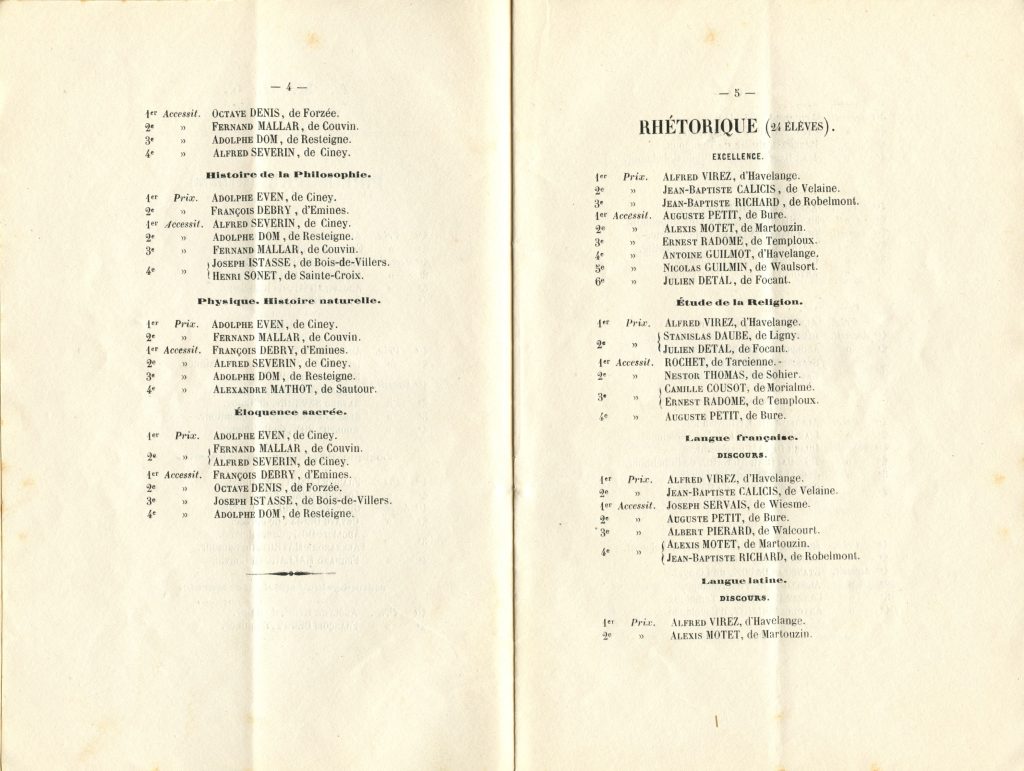 — 4 —
1er Accessit. OCTAVE DENIS, de Forzée.
2e » FERNAND MALLAR, de Couvin.
3e » ADOLPHE DOM, de Resteigne.
4e » ALFRED SEVERIN, de Ciney.
Histoire de la Philosophie.
1er Prix. ADOLPHE EVEN, de Ciney.
2e » FRANÇOIS DEBRY, d'Emines.
1er Accessit. ALFRED SEVERIN, de Ciney.
2e » ADOLPHE DOM, de Resteigne.
3e » FERNAND MALLAR, de Couvin.
4e » JOSEPH ISTASSE, de Bois-de-Villers.
HENRI SONET, de Sainte-Croix.
Physique. Histoire naturelle.
1er Prix. ADOLPHE EVEN, de Ciney.
2e » FERNAND MALLAR, de Couvin.
1er Accessit. FRANÇOIS DEBRY, d'Emines.
2e » ALFRED SEVERIN, de Ciney.
3e » ADOLPHE DOM, de Resteigne.
4e » ALEXANDRE MATHOT, de Sautour.
Éloquence sacrée.
1er Prix. ADOLPHE EVEN, de Ciney.
2e » FERNAND MALLAR, de Couvin.
ALFRED SEVERIN, de Ciney.
1er Accessit. FRANÇOIS DEBRY, d'Emines.
2e » OCTAVE DENIS, de Forzée.
3e » JOSEPH ISTASSE, de Bois-de-Villers.
4e » ADOLPHE DOM, de Resteigne.
— 5 —
RHÉTORIQUE (24 ÉLÈVES).
EXCELLENCE.
1er Prix. ALFRED VIREZ, d'Havelange.
2e » JEAN-BAPTISTE CALICIS, de Velaine.
3e » JEAN-BAPTISTE RICHARD, de Robelmont.
1er Accessit. AUGUSTE PETIT, de Bure.
2e » ALEXIS MOTET, de Martouzin.
3e » ERNEST RADOME, de Temploux.
4e » ANTOINE GUILMOT, d'Havelange.
5e » NICOLAS GUILMIN, de Waulsort.
6e » JULIEN DETAL, de Focant.
Étude de la Religion.
1er Prix. ALFRED VIREZ, d'Havelange.
2e » STANISLAS DAUBE, de Ligny.
JULIEN DETAL, de Focant.
1er Accessit. ROCHET, de Tarcienne.
2e » NESTOR THOMAS, de Sohier.
3e » CAMILLE COUSOT, de Morialmé.
ERNEST RADOME, de Temploux.
4e » AUGUSTE PETIT, de Bure.
Langue française.
DISCOURS.
1er Prix. ALFRED VIREZ, d'Havelange.
2e » JEAN-BAPTISTE CALICIS, de Velaine.
1er Accessit. JOSEPH SERVAIS, de Wiesme.
2e » AUGUSTE PETIT, de Bure.
3e » ALBERT PIERARD, de Walcourt.
4e » ALEXIS MOTET, de Martouzin.
JEAN-BAPTISTE RICHARD, de Robelmont.
Langue latine.
DISCOURS.
1er Prix. ALFRED VIREZ, d'Havelange.
2e » ALEXIS MOTET, de Martouzin.